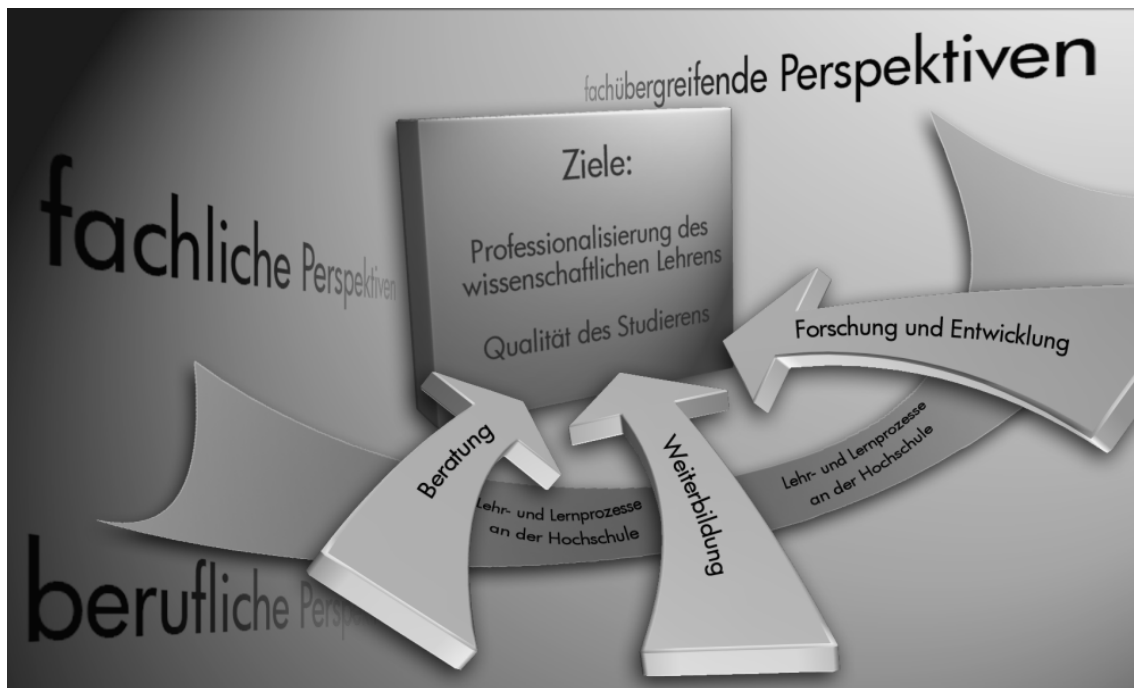 fachübergreifende Perspektiven
fachliche Perspektiven
Ziele:
Professionalisierung des
wissenschaftlichen Lehrens
Qualität des Studierens
Forschung und Entwicklung
Beratung
Weiterbildung
Lehr- und Lernprozesse
an der Hochschule
Lehr- und Lernprozesse
an der Hochschule
berufliche